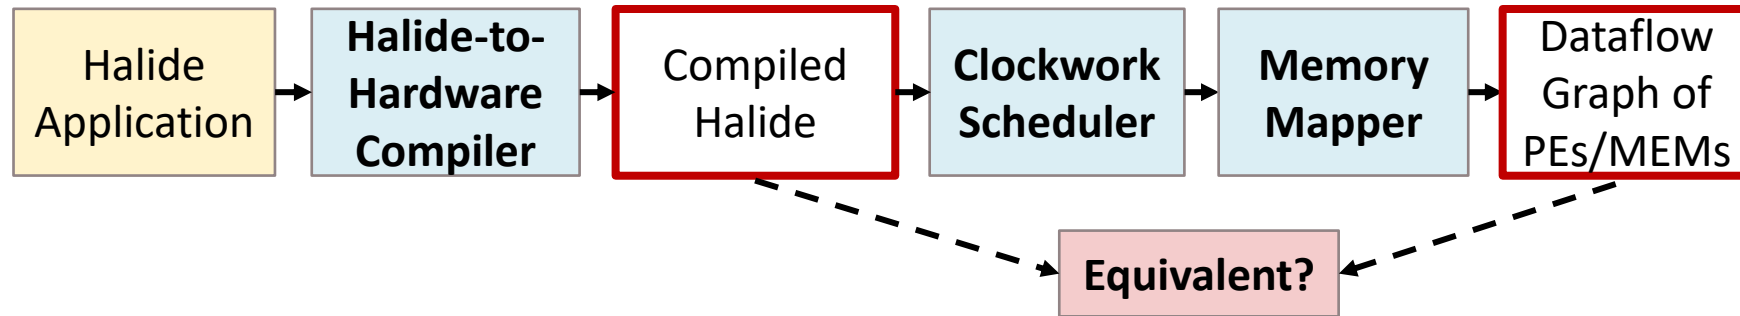 Halide
Application
Halide-to-
Hardware
Compiler
Compiled
Halide
Clockwork
Scheduler
Memory
Mapper
Dataflow
Graph of
PEs/MEMs
Equivalent?